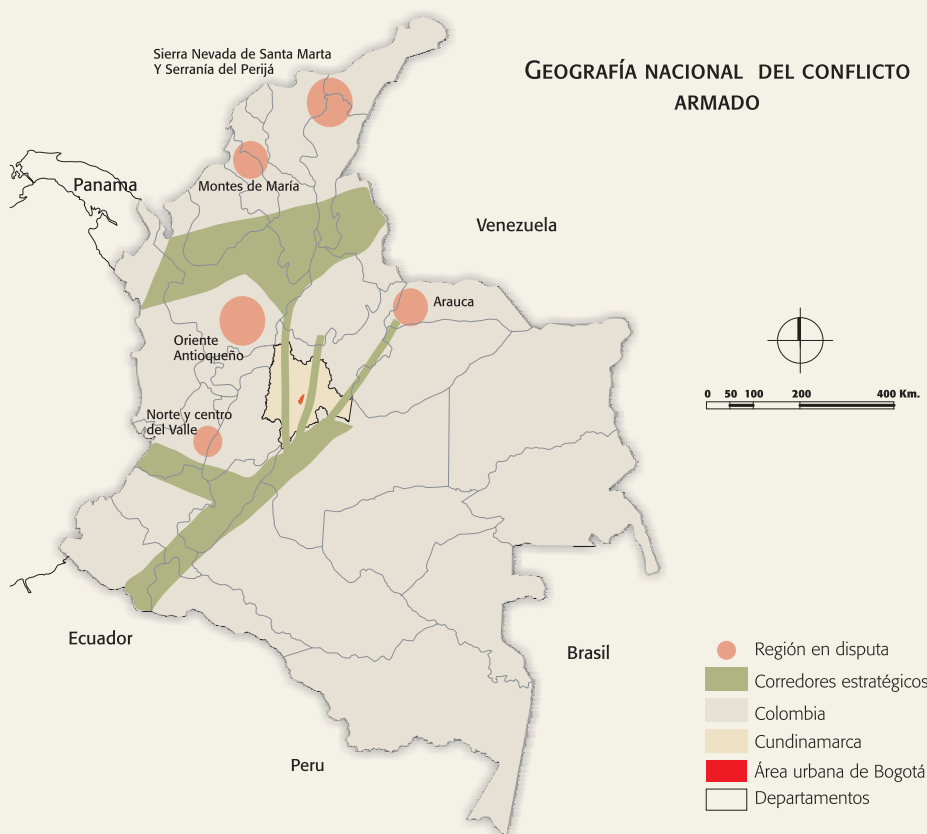 GEOGRAFÍA NACIONAL DEL CONFLICTO
ARMADO
Sierra Nevada de Santa Marta
Y Serranía del Perijá
Panama
Montes de María
Venezuela
Arauca
Oriente
Antioqueño
Norte y centro
del Valle
0 50 100 200 400 Km.
Ecuador
Brasil
Peru
Región en disputa
Corredores estratégicos
Colombia
Cundinamarca
Área urbana de Bogotá
Departamentos